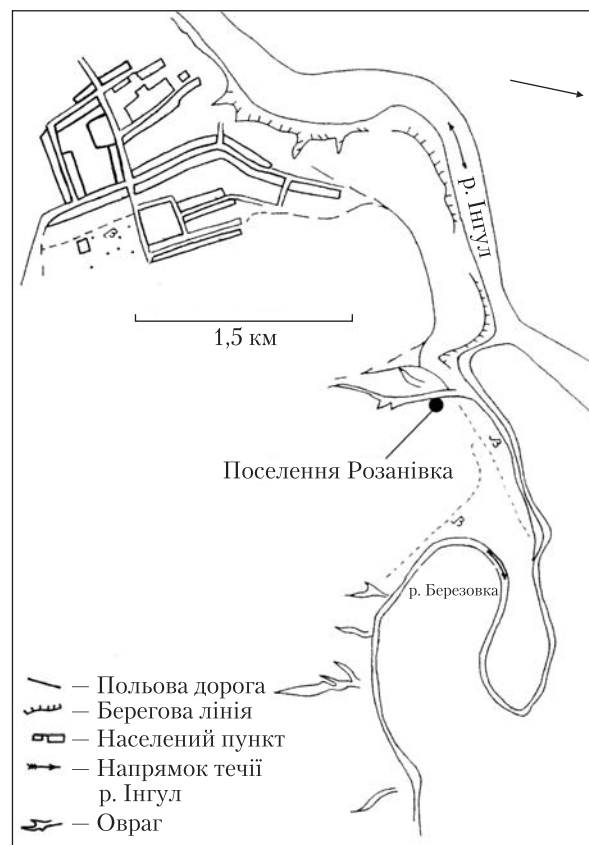 р. Інгул
1,5 км
Поселення Розанівка
р. Березовка
— Польова дорога
— Берегова лінія
— Населений пункт
— Напрямок течії
р. Інгул
— Овраг